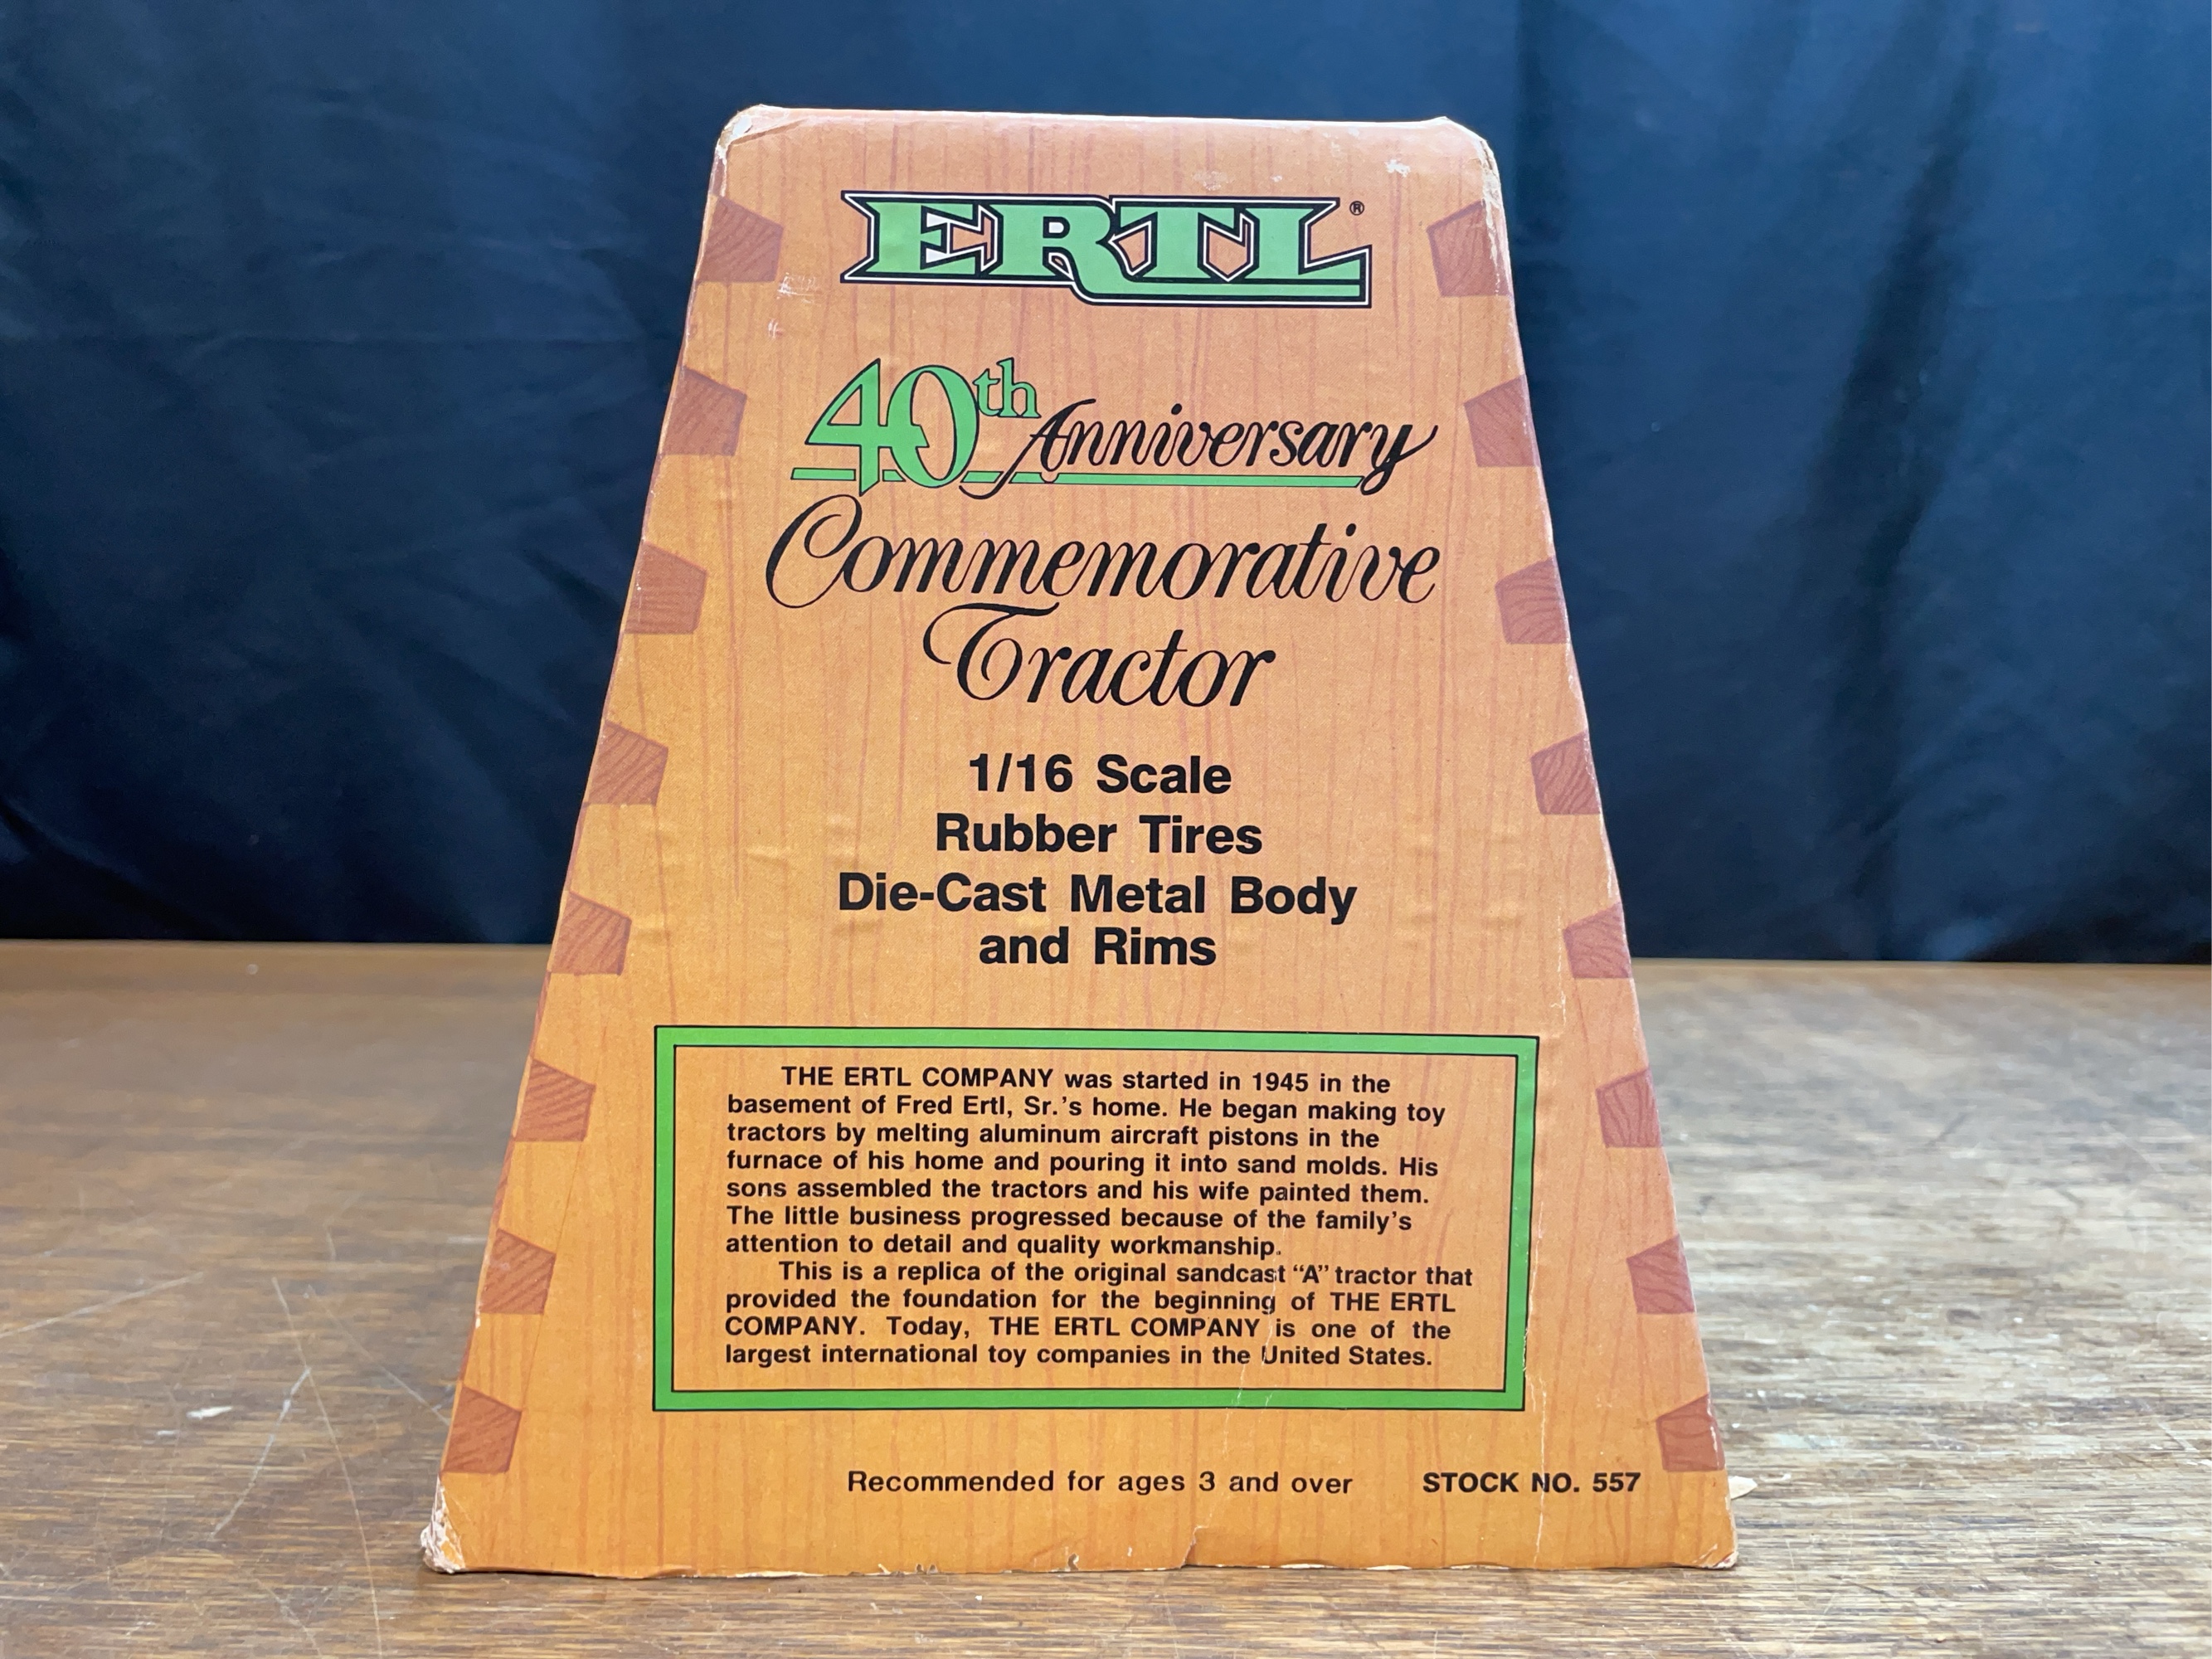 ERTL®
40th Anniversary
Commemorative
Tractor
1/16 Scale
Rubber Tires
Die-Cast Metal Body
and Rims
THE ERTL COMPANY was started in 1945 in the
basement of Fred Ertl, Sr.'s home. He began making toy
tractors by melting aluminum aircraft pistons in the
furnace of his home and pouring it into sand molds. His
sons assembled the tractors and his wife painted them.
The little business progressed because of the family's
attention to detail and quality workmanship.
This is a replica of the original sandcast “A” tractor that
provided the foundation for the beginning of THE ERTL
COMPANY. Today, THE ERTL COMPANY is one of the
largest international toy companies in the United States.
Recommended for ages 3 and over STOCK NO. 557